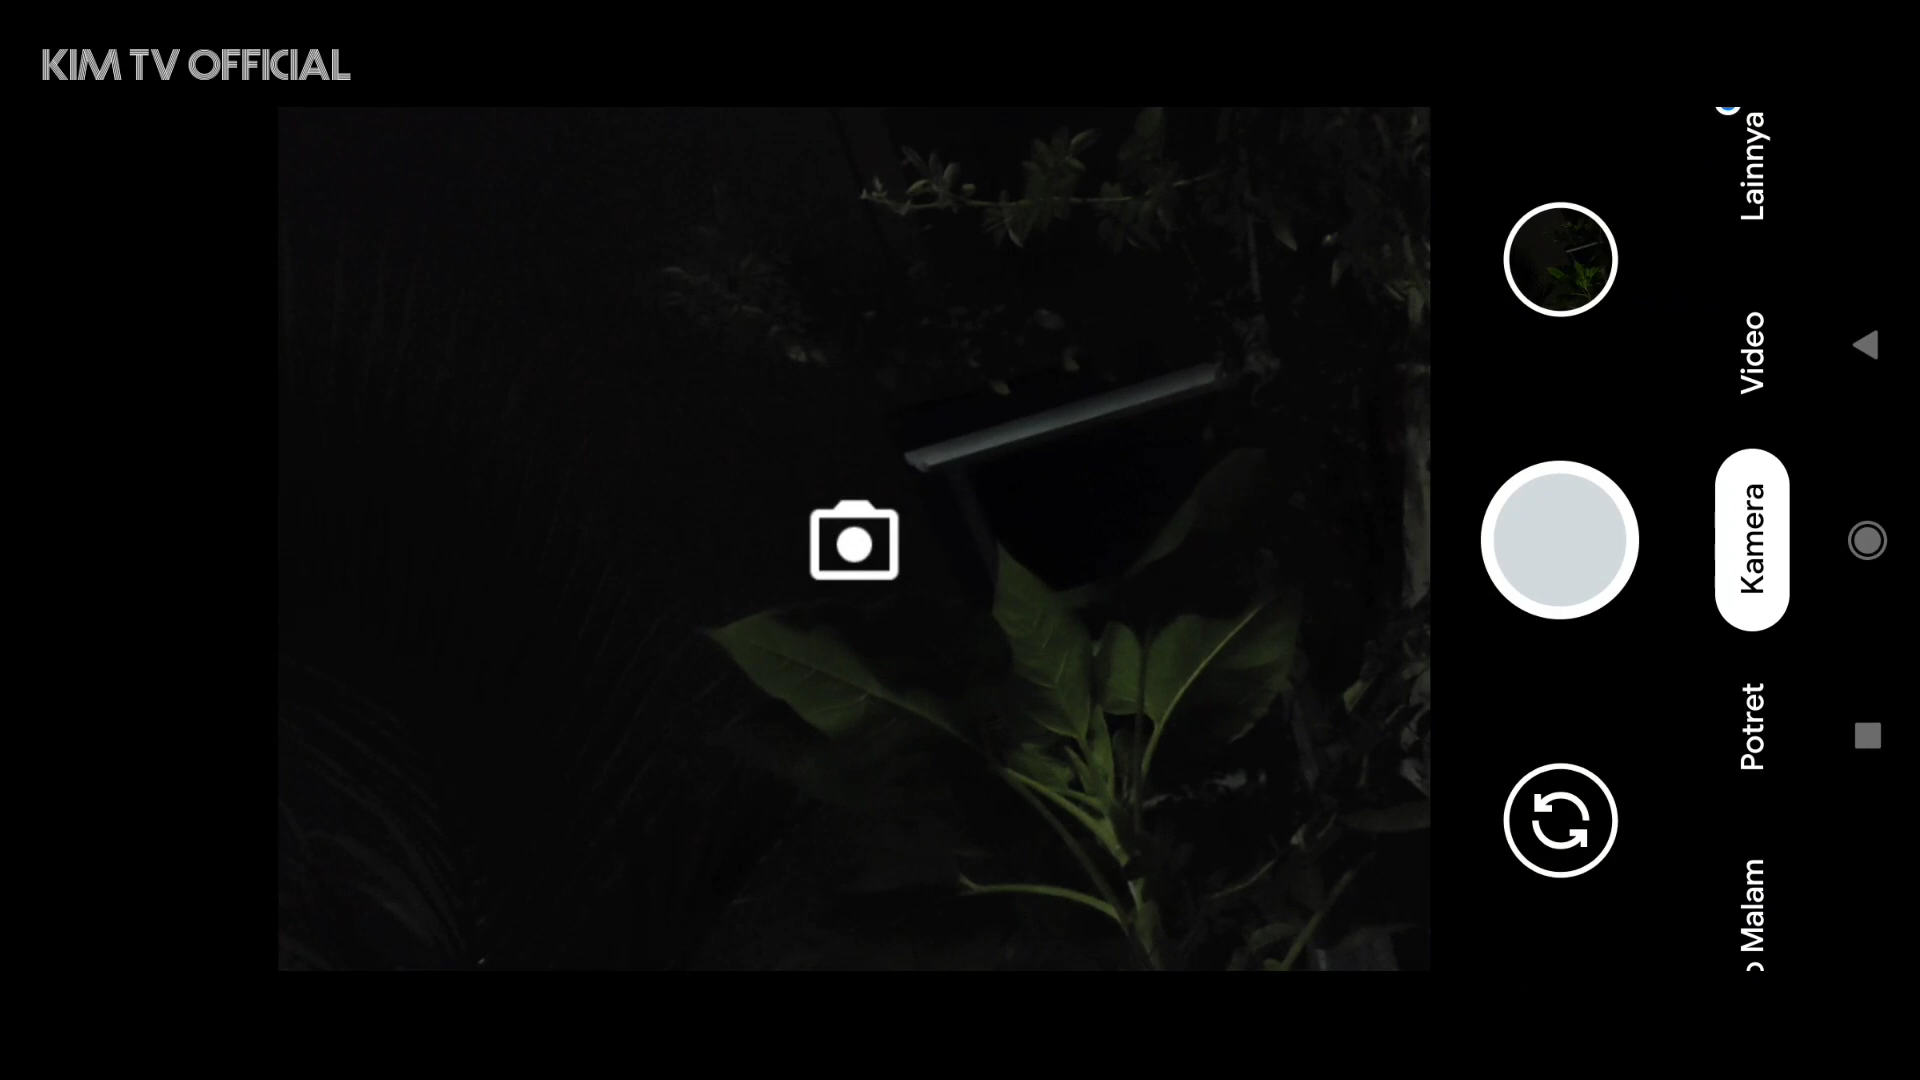 KIM TV OFFICIAL
Lainnya
Video
Kamera
Potret
Malam